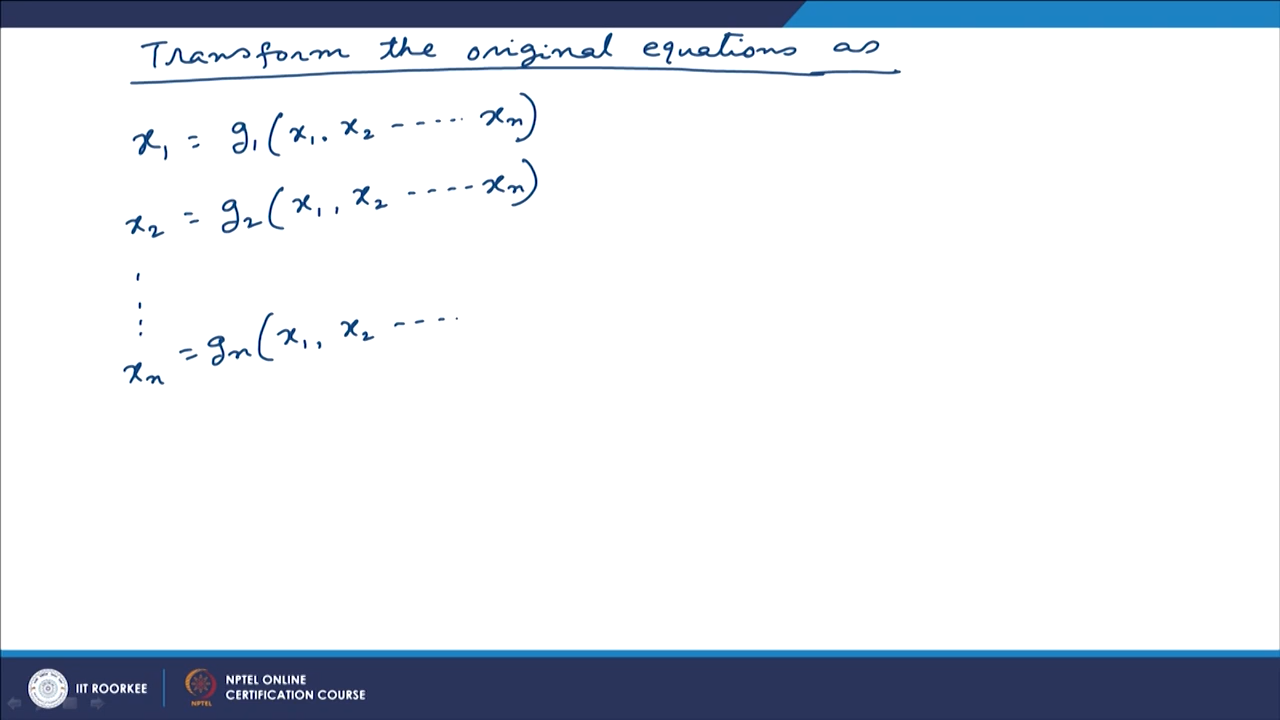 Transform the original equations as
x₁ = g₁(x₁. x₂ ------- xₙ)
x₂ = g₂(x₁, x₂ ------- xₙ)
⋮
xₙ = gₙ(x₁, x₂ -----
IIT ROORKEE
NPTEL ONLINE
CERTIFICATION COURSE
NPTEL